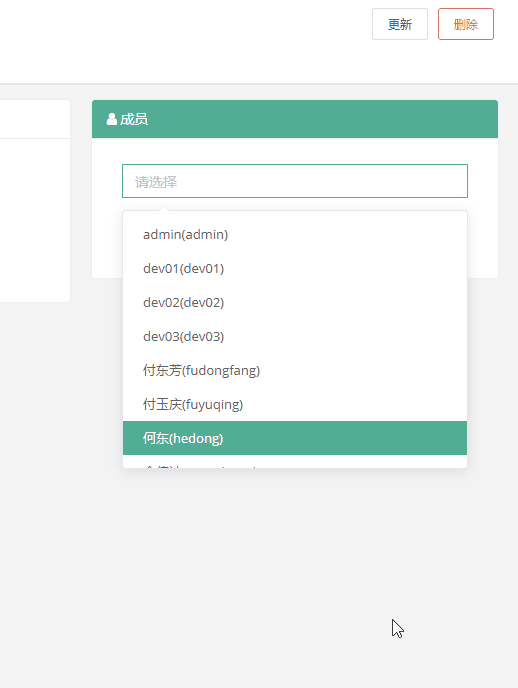 更新
删除
成员
请选择
admin(admin)
dev01(dev01)
dev02(dev02)
dev03(dev03)
付东芳(fudongfang)
付玉庆(fuyuqing)
何东(hedong)